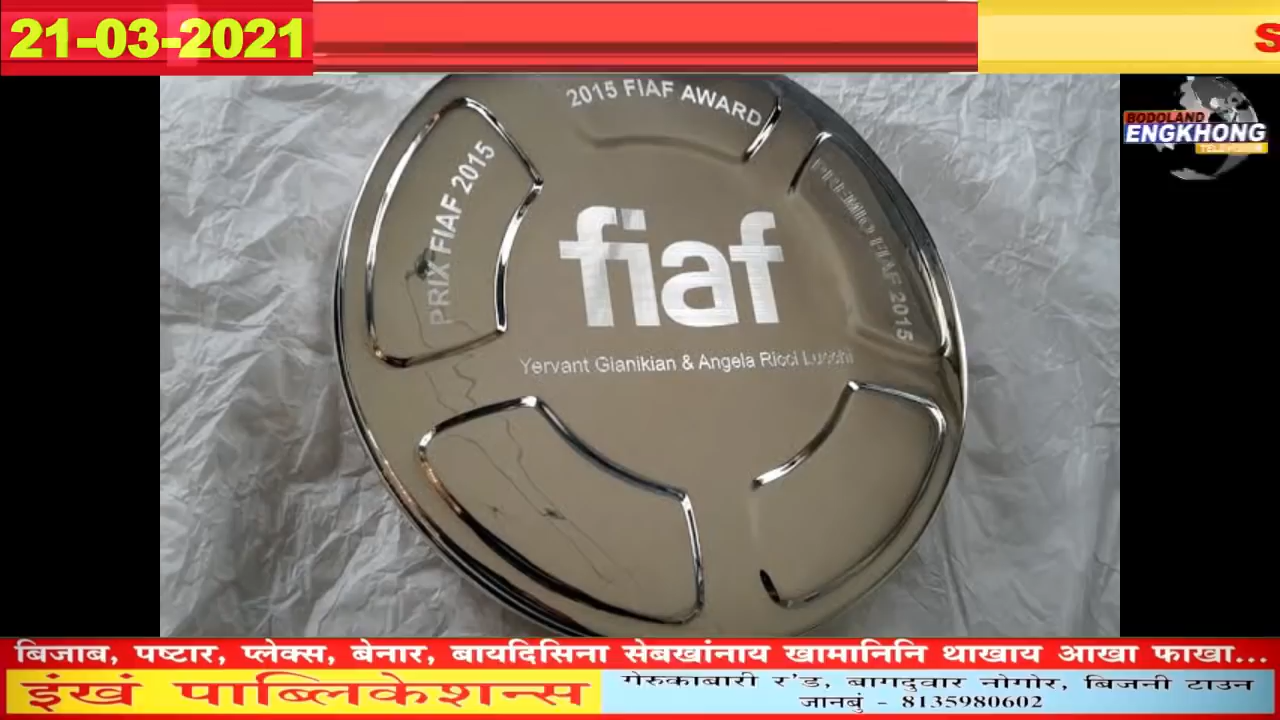 21-03-2021
S
BODOLAND
ENGKHONG
TELEFORUM
2015 FIAF AWARD
PRIX FIAF 2015
PREMIO FIAF 2015
fiaf
Yervant Gianikian & Angela Ricci Lucchi
बिजाब, पष्टार, प्लेक्स, बेनार, बायदिसिना सेबखांनाय खामानिनि थाखाय आखा फाखा...
इंखं पाब्लिकेशन्स
गेरुकाबारी र'ड, बागदुवार नोगोर, बिजनी टाउन
जानबुं - 8135980602